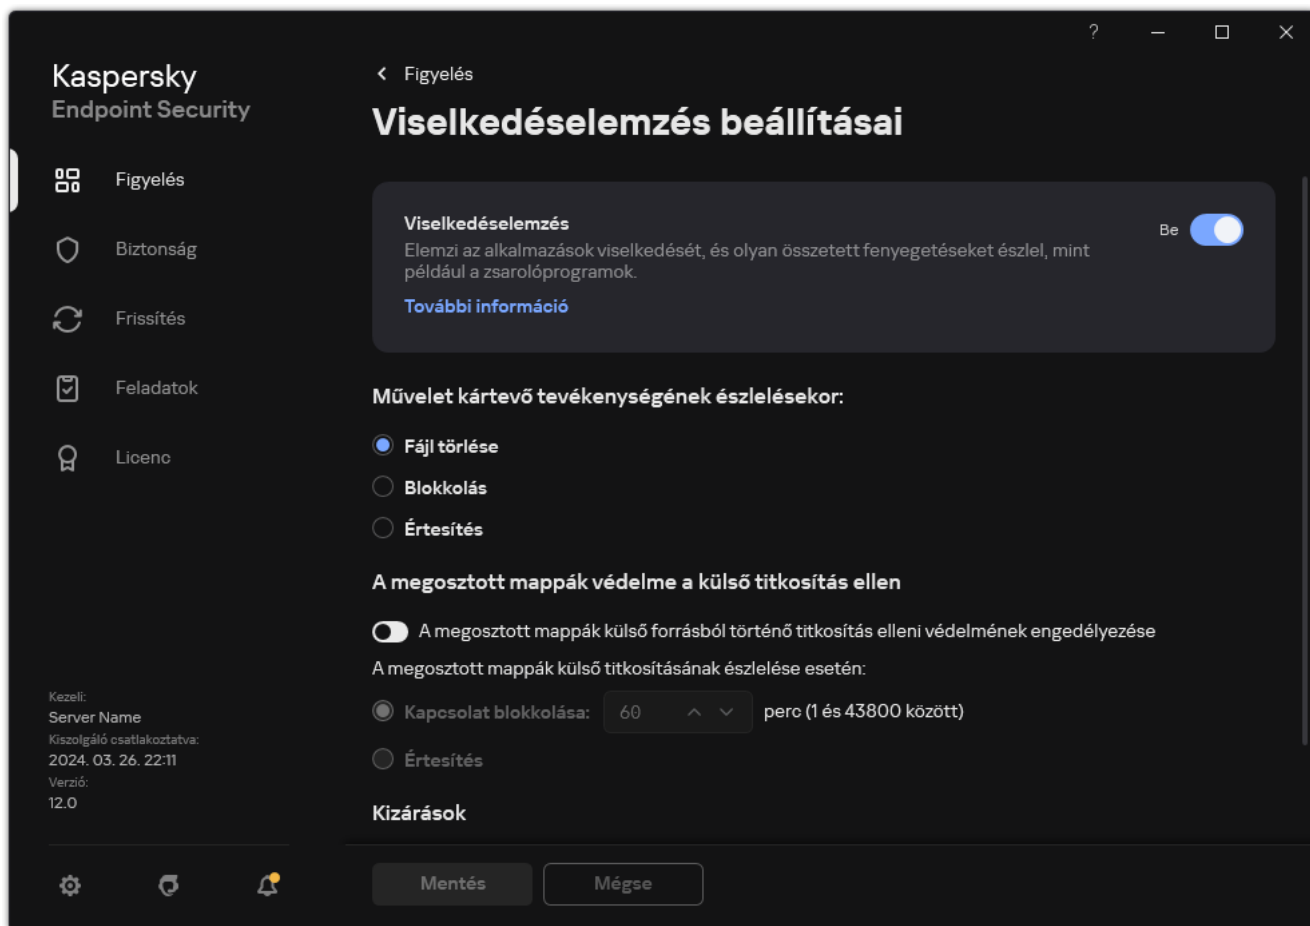 ?
Kaspersky
Endpoint Security
Figyelés
Biztonság
Frissítés
Feladatok
Licenc
Kezeli:
Server Name
Kiszolgáló csatlakoztatva:
2024. 03. 26. 22:11
Verzió:
12.0
Figyelés
Viselkedéselemzés beállításai
Viselkedéselemzés
Be
Elemzi az alkalmazások viselkedését, és olyan összetett fenyegetéseket észlel, mint
például a zsarolóprogramok.
További információ
Művelet kártevő tevékenységének észlelésekor:
Fájl törlése
Blokkolás
Értesítés
A megosztott mappák védelme a külső titkosítás ellen
A megosztott mappák külső forrásból történő titkosítás elleni védelmének engedélyezése
A megosztott mappák külső titkosításának észlelése esetén:
Kapcsolat blokkolása: 60 perc (1 és 43800 között)
Értesítés
Kizárások
Mentés Mégse